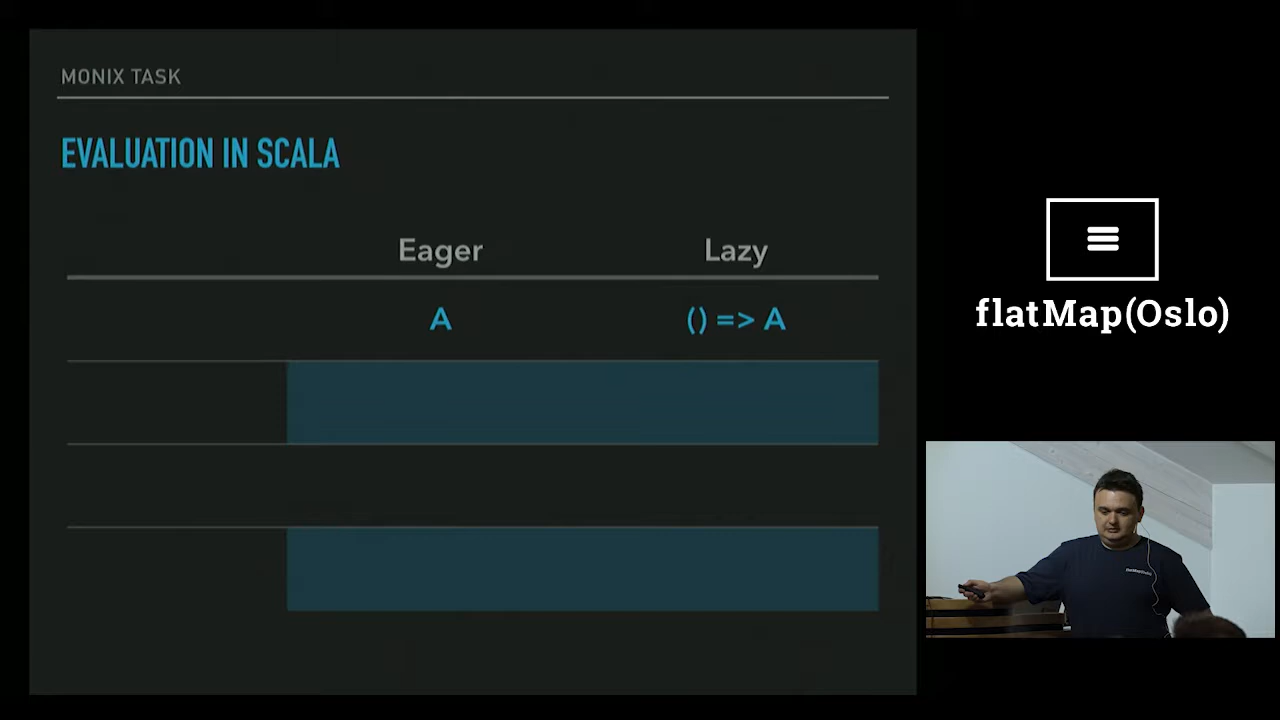 MONIX TASK
EVALUATION IN SCALA
Eager Lazy
A () => A
flatMap(Oslo)